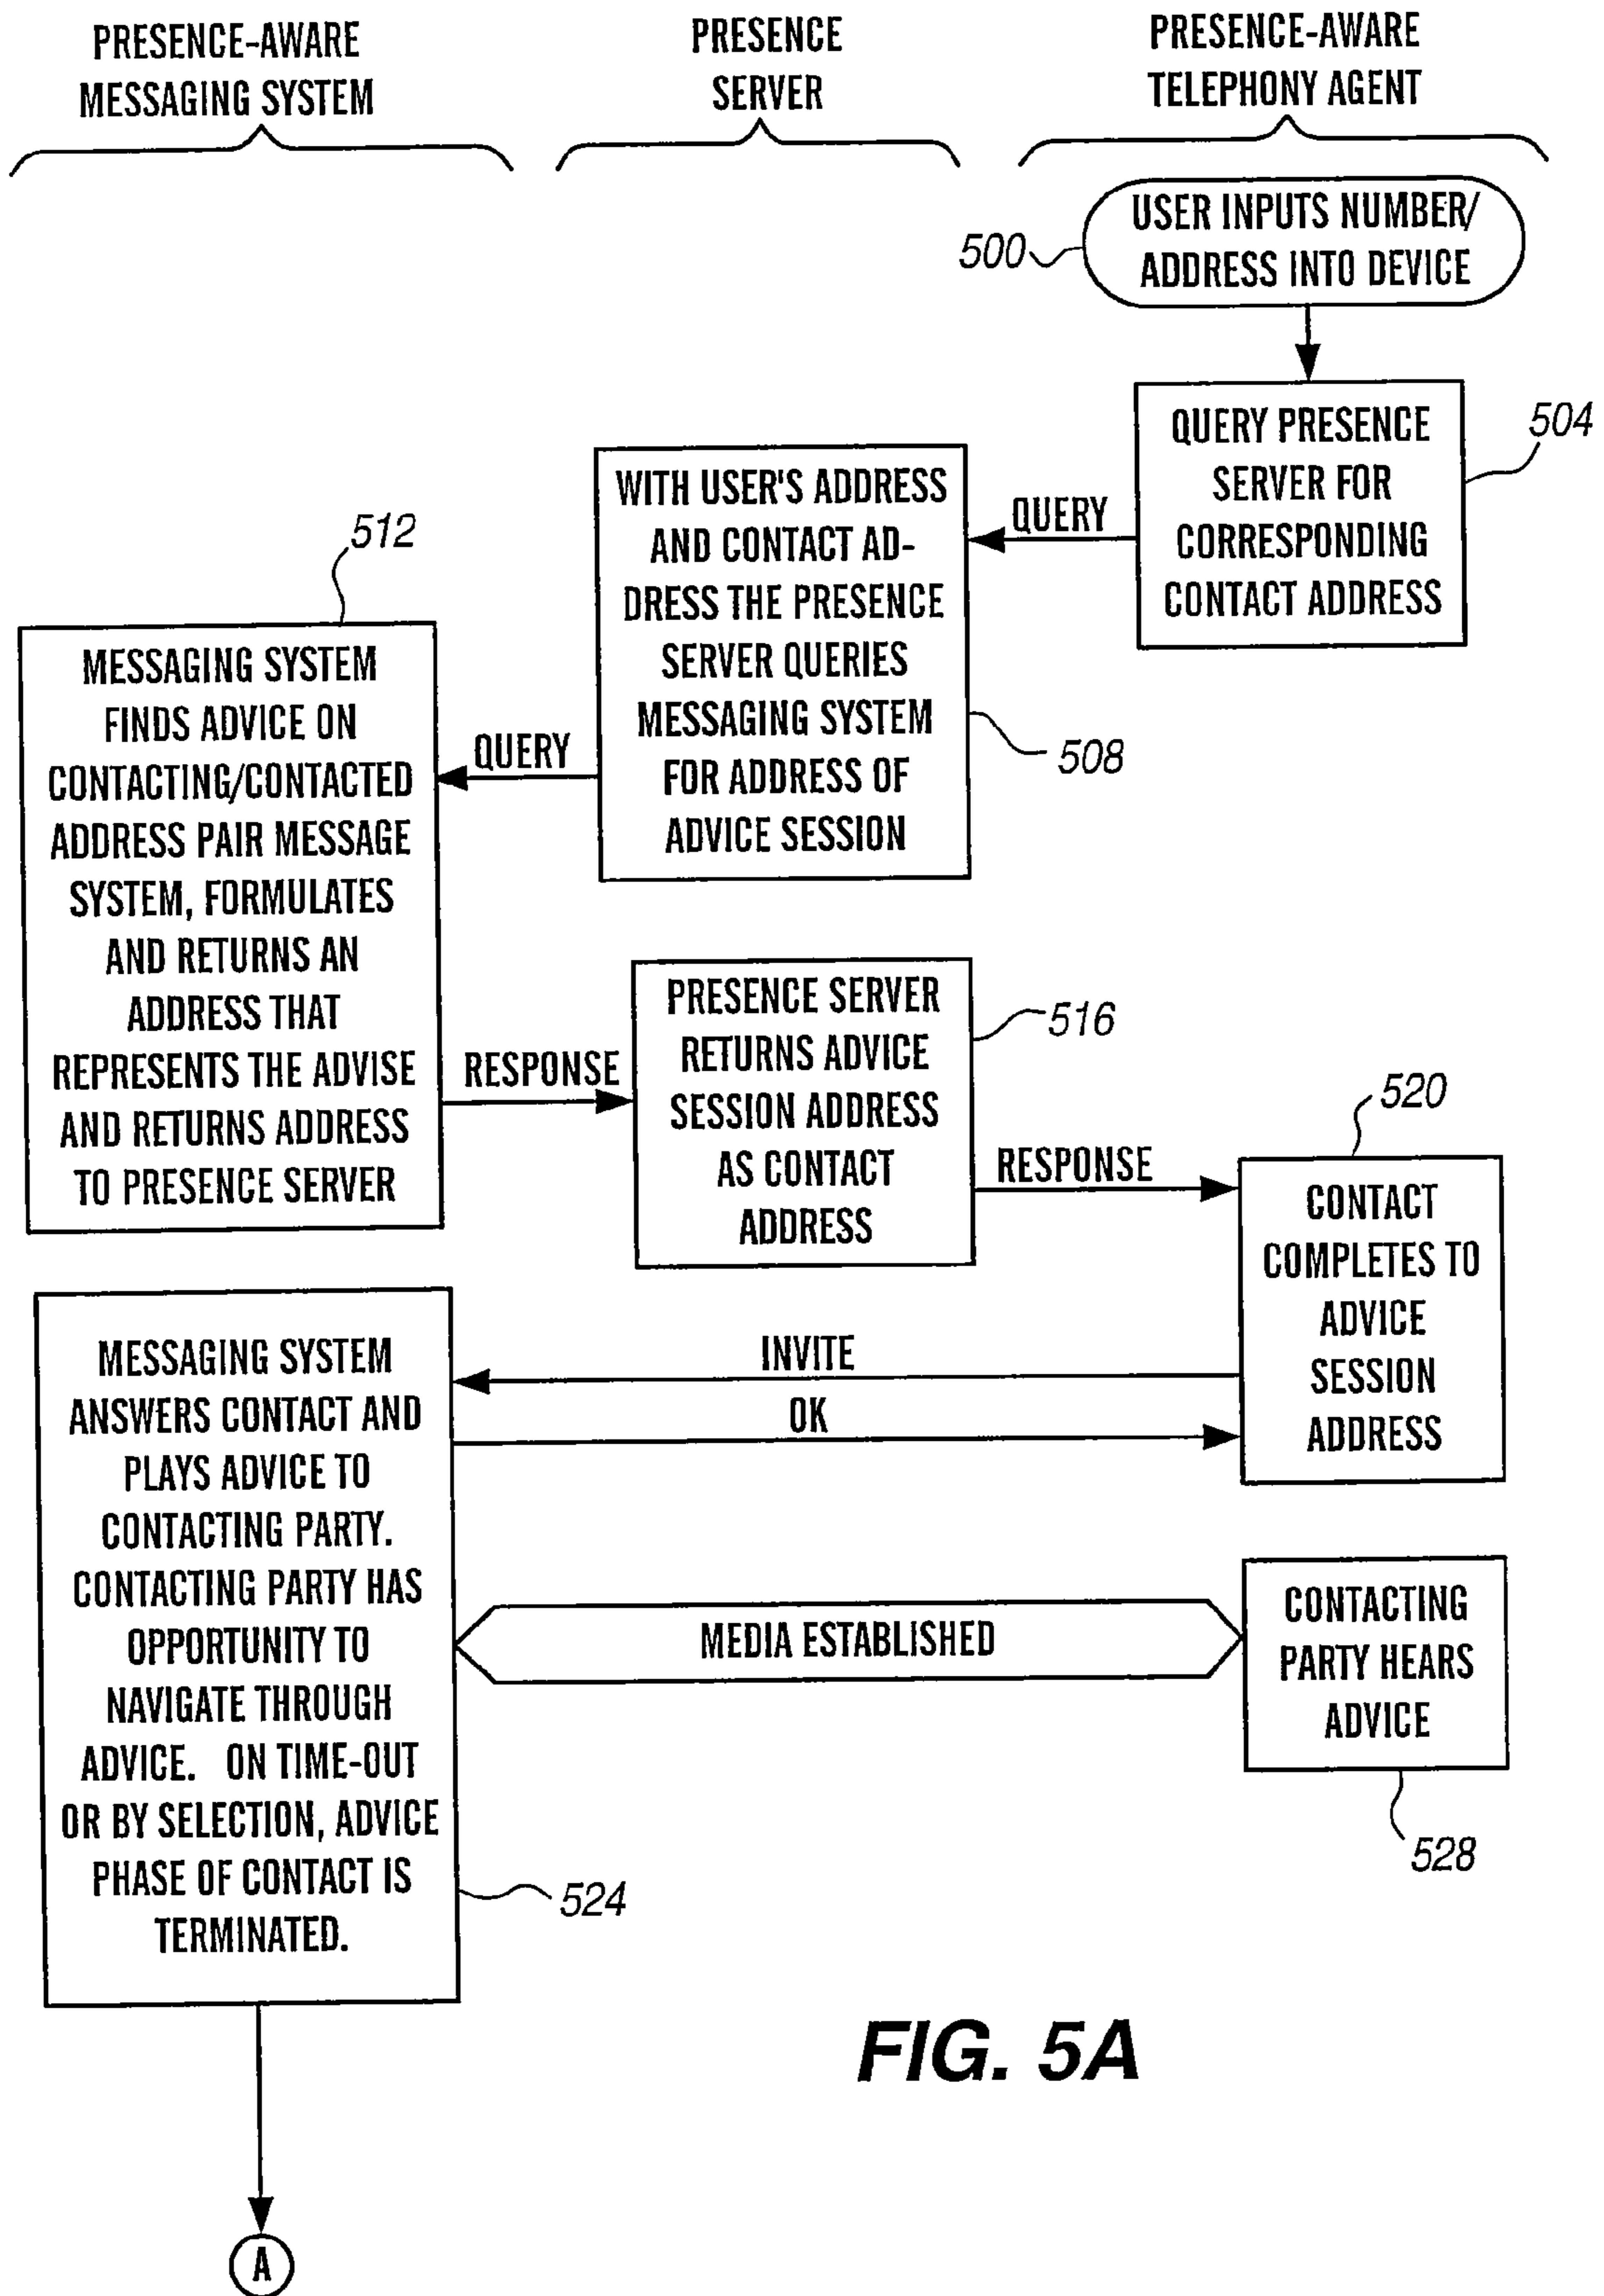 PRESENCE-AWARE
MESSAGING SYSTEM
PRESENCE
SERVER
PRESENCE-AWARE
TELEPHONY AGENT
USER INPUTS NUMBER/
ADDRESS INTO DEVICE
500
QUERY PRESENCE
SERVER FOR
CORRESPONDING
CONTACT ADDRESS
504
QUERY
WITH USER'S ADDRESS
AND CONTACT AD-
DRESS THE PRESENCE
SERVER QUERIES
MESSAGING SYSTEM
FOR ADDRESS OF
ADVICE SESSION
508
QUERY
512
MESSAGING SYSTEM
FINDS ADVICE ON
CONTACTING/CONTACTED
ADDRESS PAIR MESSAGE
SYSTEM, FORMULATES
AND RETURNS AN
ADDRESS THAT
REPRESENTS THE ADVISE
AND RETURNS ADDRESS
TO PRESENCE SERVER
RESPONSE
PRESENCE SERVER
RETURNS ADVICE
SESSION ADDRESS
AS CONTACT
ADDRESS
516
RESPONSE
520
CONTACT
COMPLETES TO
ADVICE
SESSION
ADDRESS
INVITE
OK
MESSAGING SYSTEM
ANSWERS CONTACT AND
PLAYS ADVICE TO
CONTACTING PARTY.
CONTACTING PARTY HAS
OPPORTUNITY TO
NAVIGATE THROUGH
ADVICE. ON TIME-OUT
OR BY SELECTION, ADVICE
PHASE OF CONTACT IS
TERMINATED.
524
MEDIA ESTABLISHED
CONTACTING
PARTY HEARS
ADVICE
528
FIG. 5A
A